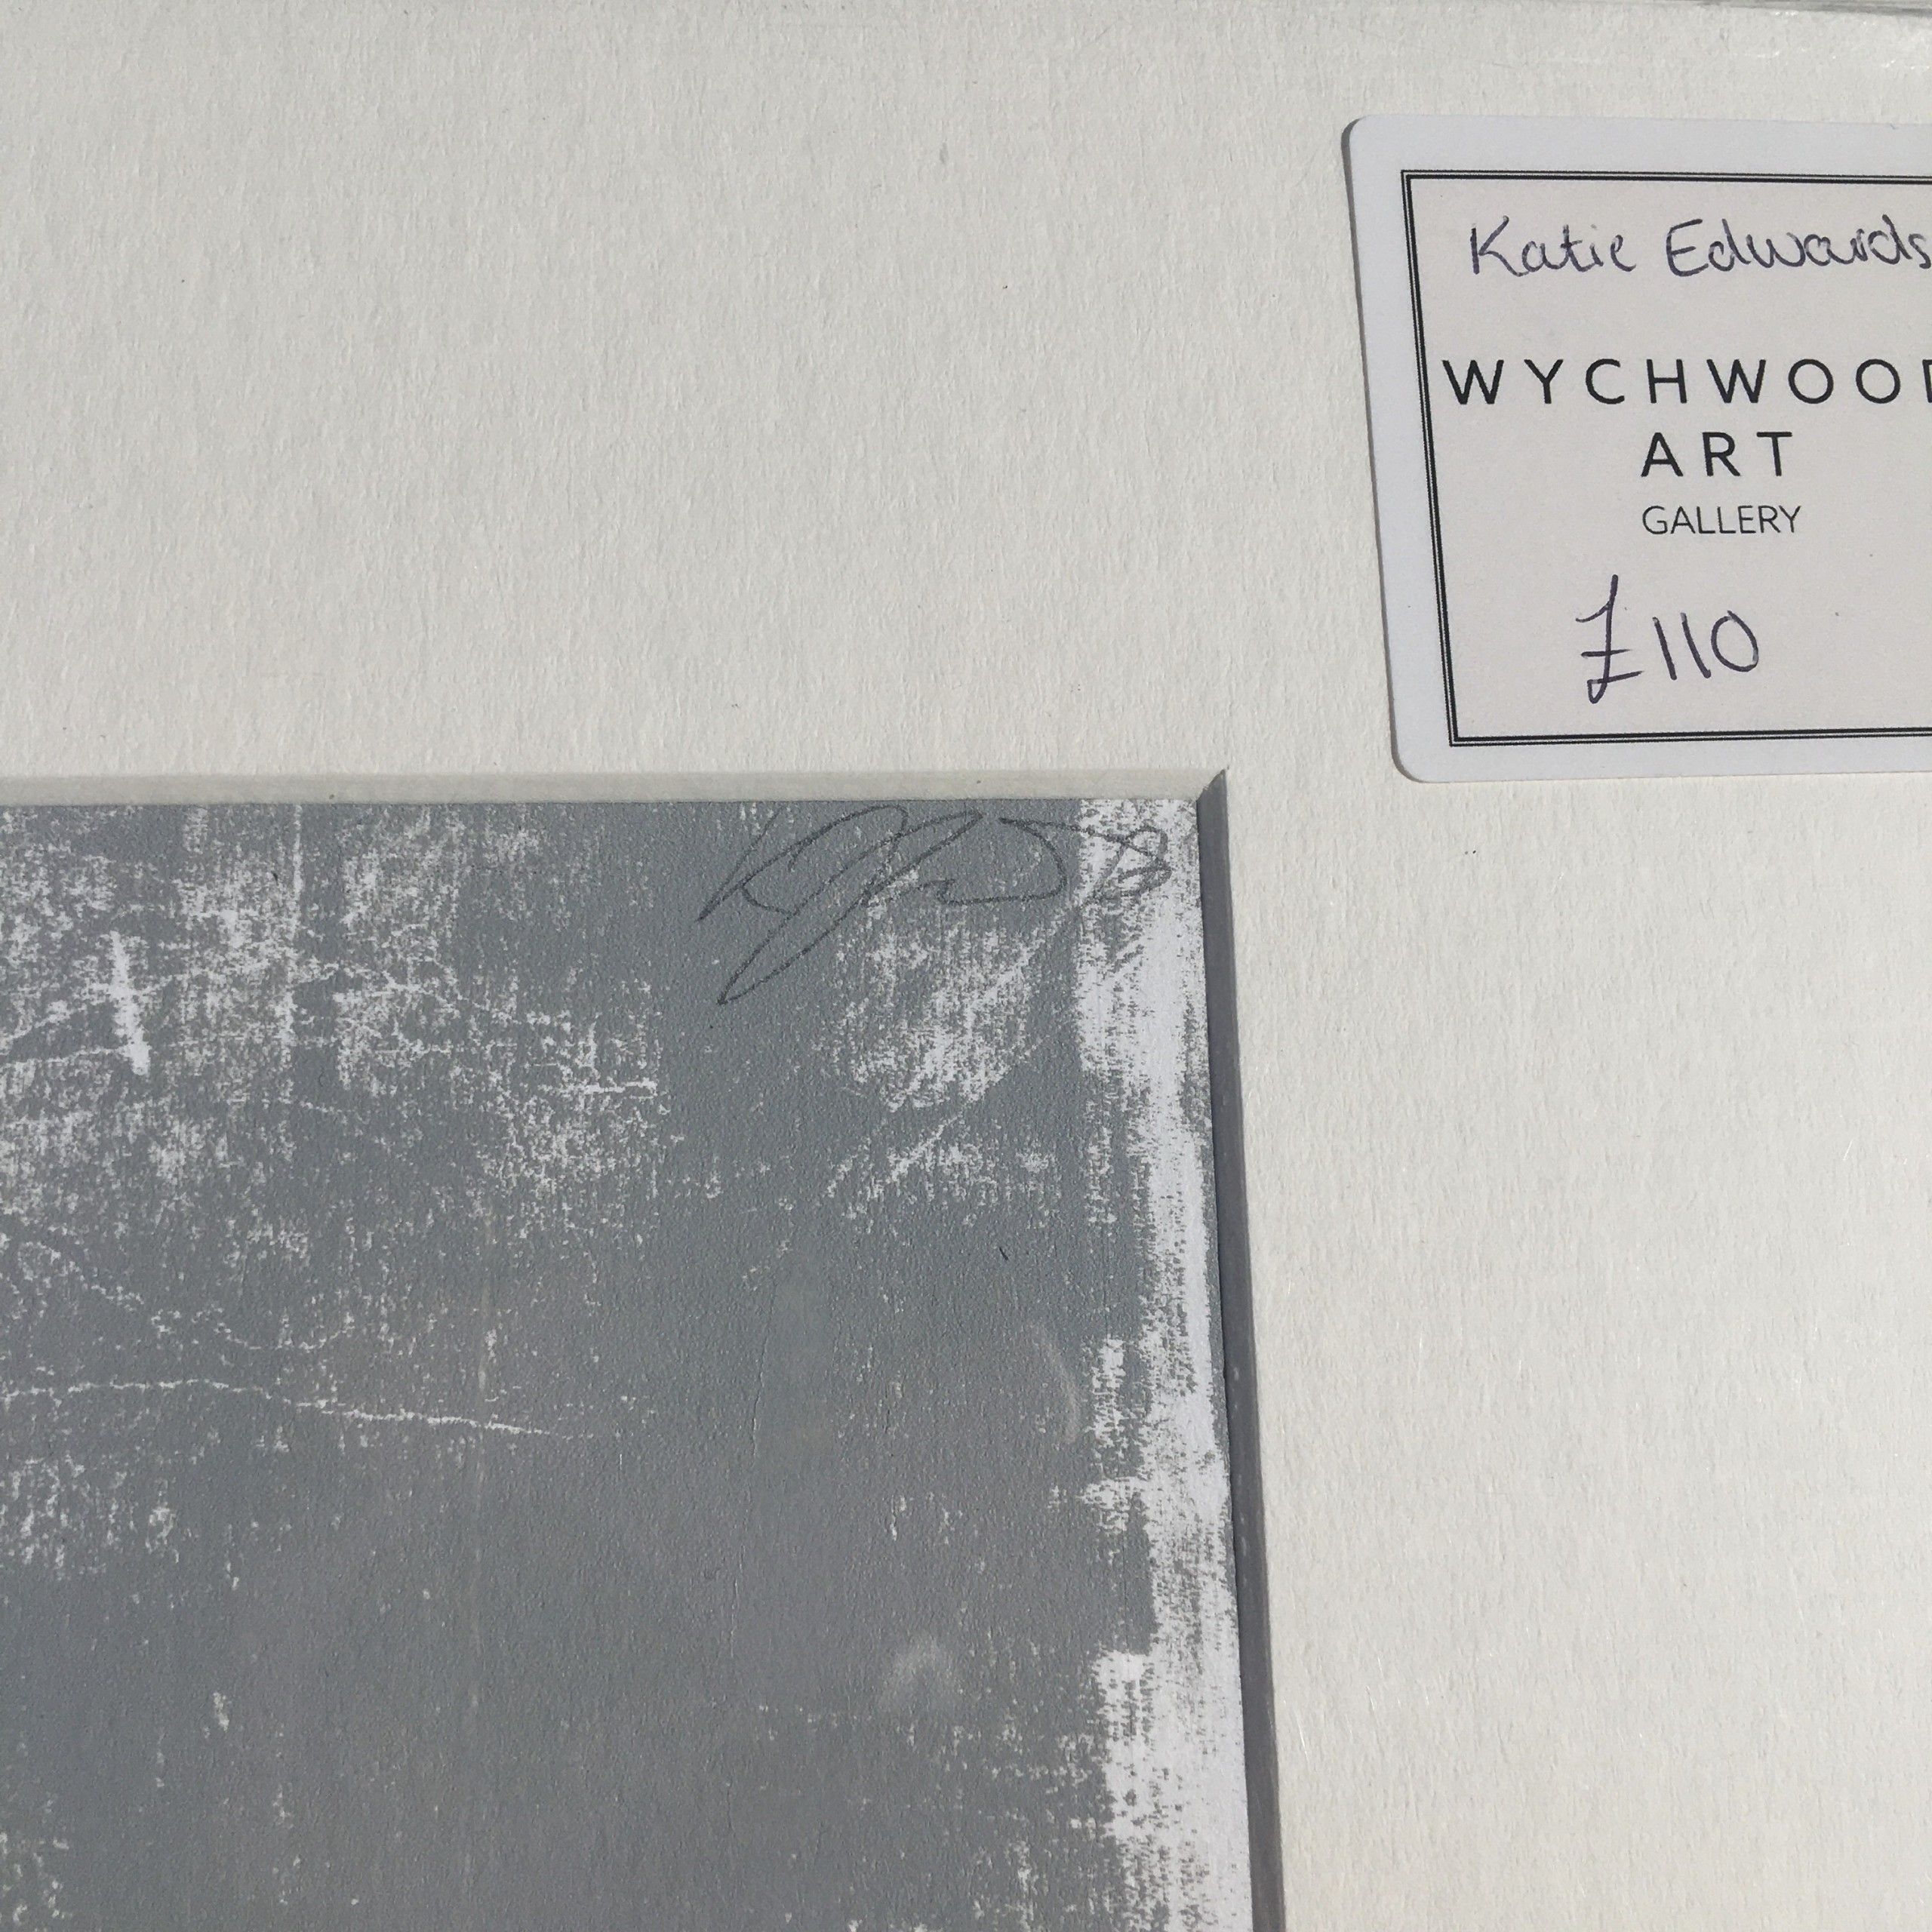 Katie Edwards
WYCHWOOD
ART
GALLERY
£110